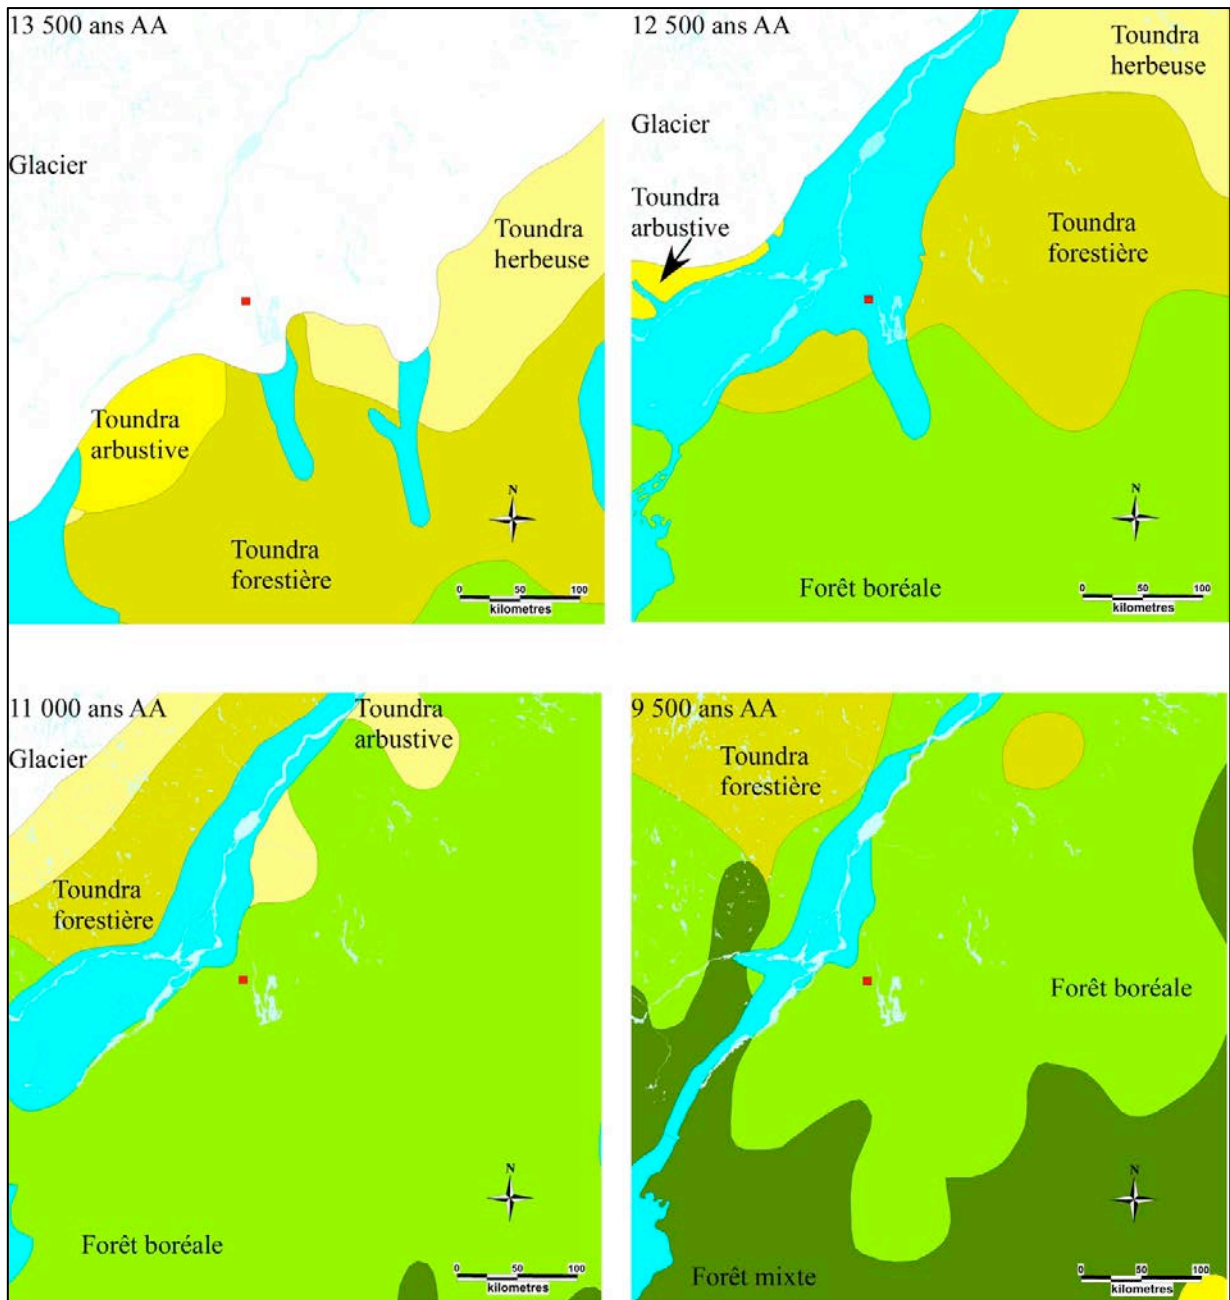 13 500 ans AA
Glacier
Toundra
herbeuse
Toundra
arbustive
Toundra
forestière
N
0 50 100
kilometres
12 500 ans AA
Toundra
herbeuse
Glacier
Toundra
arbustive
Toundra
forestière
N
Forêt boréale
0 50 100
kilometres
11 000 ans AA
Toundra
arbustive
Glacier
Toundra
forestière
N
Forêt boréale
0 50 100
kilometres
9 500 ans AA
Toundra
forestière
Forêt boréale
N
Forêt mixte
0 50 100
kilometres